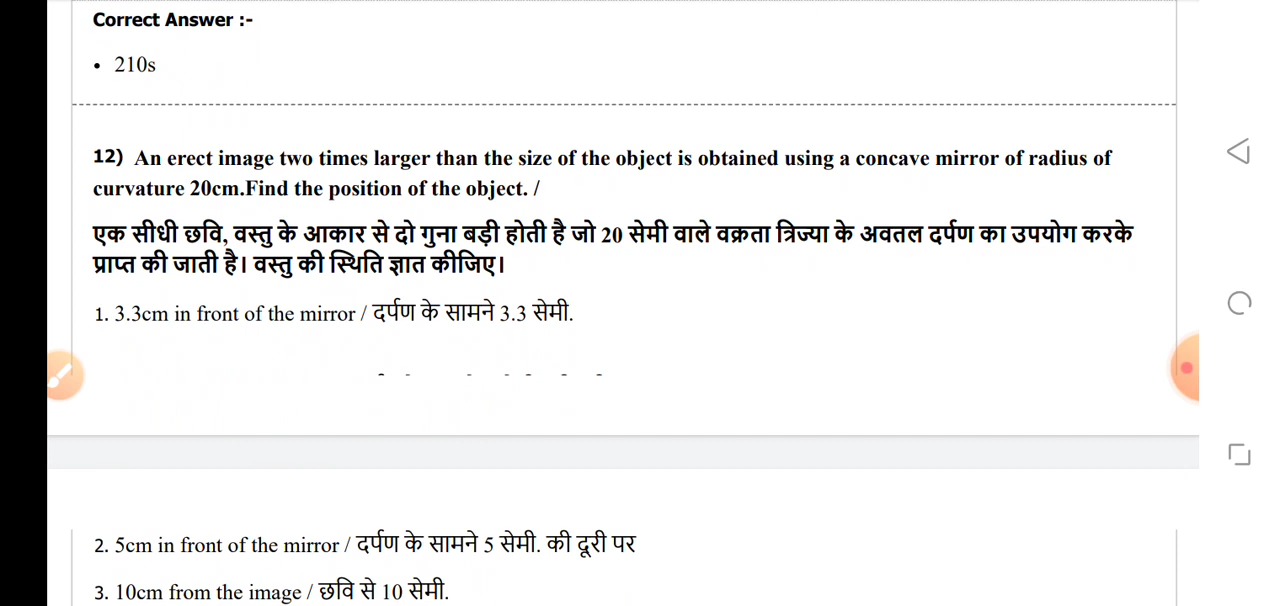 Correct Answer :-
• 210s
12) An erect image two times larger than the size of the object is obtained using a concave mirror of radius of
curvature 20cm.Find the position of the object. /
एक सीधी छवि, वस्तु के आकार से दो गुना बड़ी होती है जो 20 सेमी वाले वक्रता त्रिज्या के अवतल दर्पण का उपयोग करके
प्राप्त की जाती है। वस्तु की स्थिति ज्ञात कीजिए।
1. 3.3cm in front of the mirror / दर्पण के सामने 3.3 सेमी.
2. 5cm in front of the mirror / दर्पण के सामने 5 सेमी. की दूरी पर
3. 10cm from the image / छवि से 10 सेमी.